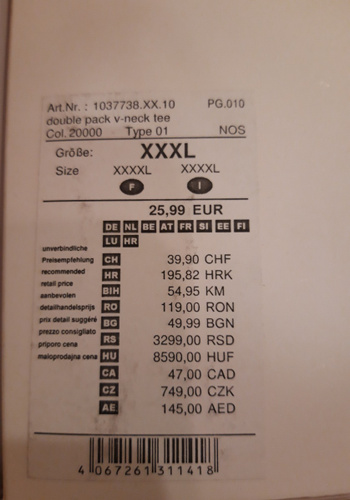 Art.Nr. : 1037738.XX.10 PG.010
double pack v-neck tee
Col. 20000 Type 01 NOS
Größe: XXXL
Size XXXXL XXXXL
F I
25,99 EUR
DE NL BE AT FR SI EE FI
LU HR
unverbindliche
Preisempfehlung CH 39,90 CHF
recommended HR 195,82 HRK
retail price BIH 54,95 KM
aanbevolen RO 119,00 RON
detailhandelsprijs BG 49,99 BGN
prix detail suggéré RS 3299,00 RSD
prezzo consigliato HU 8590,00 HUF
priporo cena CA 47,00 CAD
maloprodajna cena CZ 749,00 CZK
AE 145,00 AED
4 067261 311418